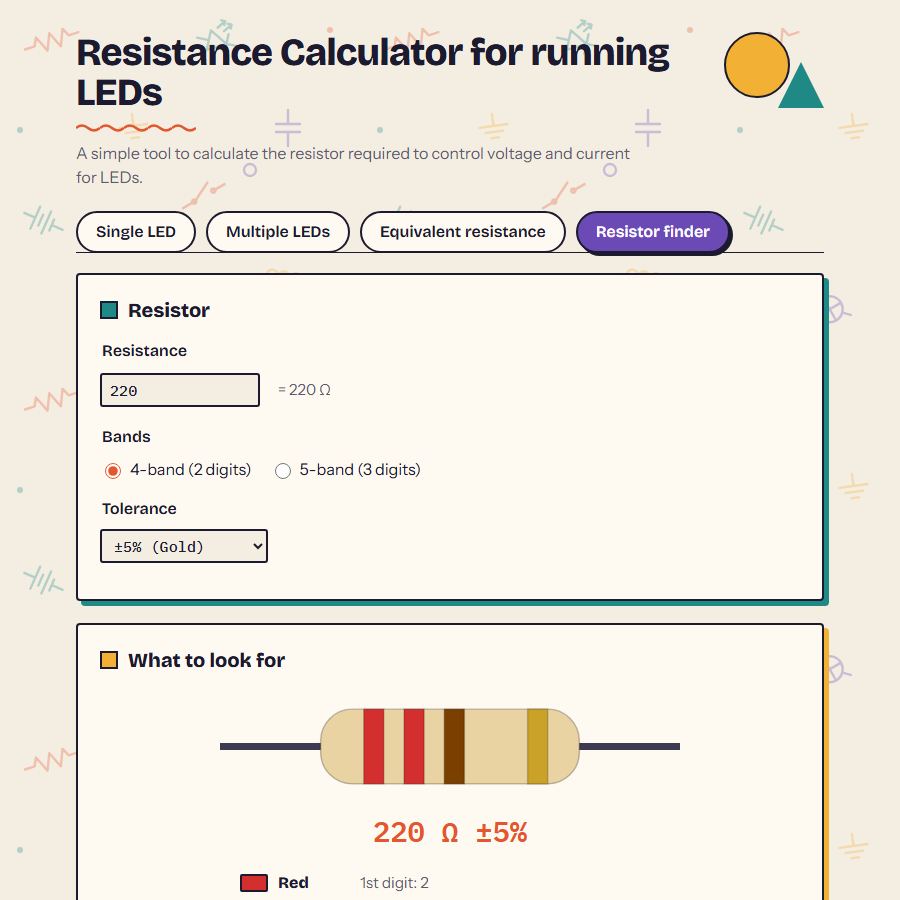 Resistance Calculator for running
LEDs
A simple tool to calculate the resistor required to control voltage and current
for LEDs.
Single LED
Multiple LEDs
Equivalent resistance
Resistor finder
Resistor
Resistance
220
= 220 Ω
Bands
4-band (2 digits)
5-band (3 digits)
Tolerance
±5% (Gold)
What to look for
220 Ω ±5%
Red
1st digit: 2